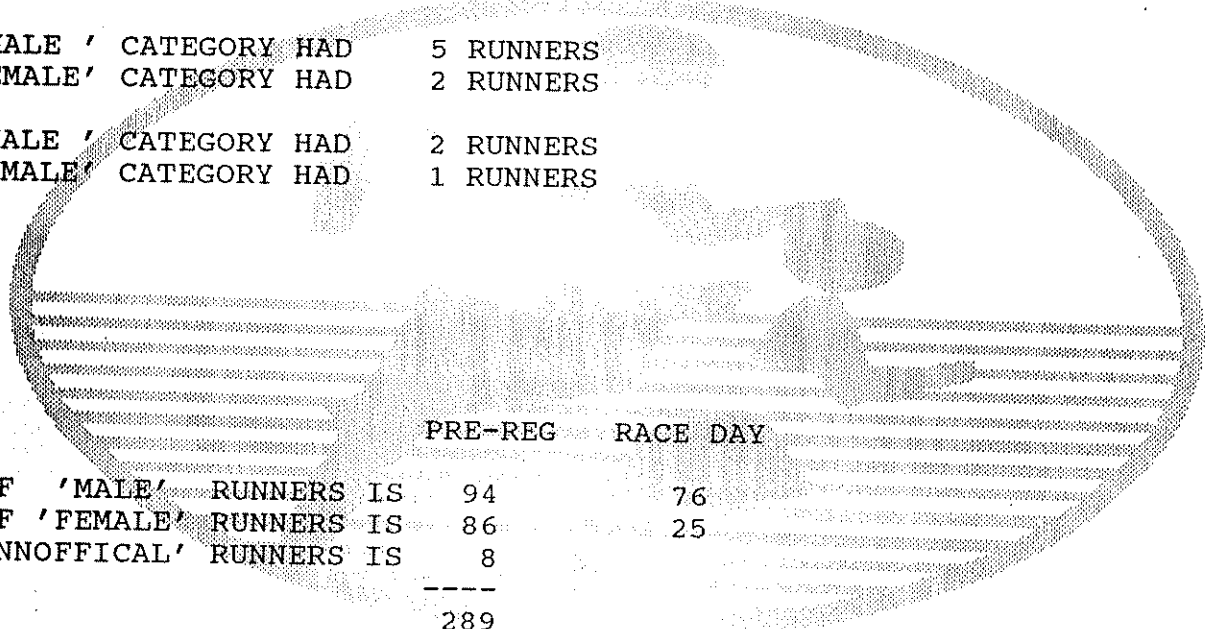 MALE ' CATEGORY HAD 5 RUNNERS
EMALE' CATEGORY HAD 2 RUNNERS
ALE ' CATEGORY HAD 2 RUNNERS
MALE' CATEGORY HAD 1 RUNNERS
PRE-REG RACE DAY
F 'MALE' RUNNERS IS 94 76
F 'FEMALE' RUNNERS IS 86 25
NNOFFICAL' RUNNERS IS 8
----
289